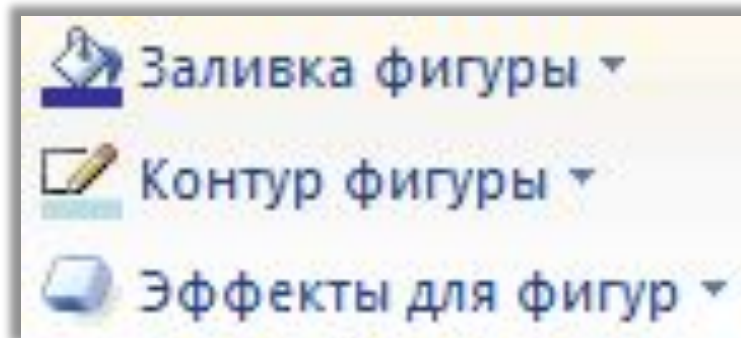 Заливка фигуры
Контур фигуры
Эффекты для фигур